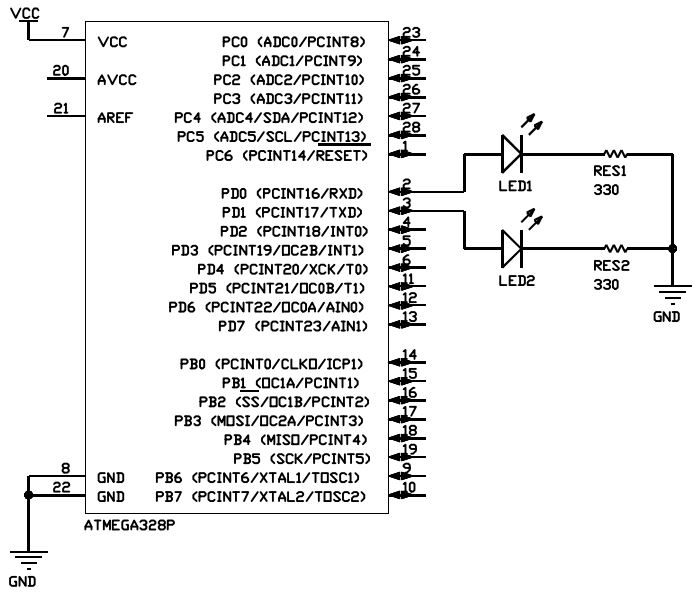 VCC
7 VCC PC0 (ADC0/PCINT8) 23
PC1 (ADC1/PCINT9) 24
20 AVCC PC2 (ADC2/PCINT10) 25
PC3 (ADC3/PCINT11) 26
21 AREF PC4 (ADC4/SDA/PCINT12) 27
PC5 (ADC5/SCL/PCINT13) 28
PC6 (PCINT14/RESET) 1
PD0 (PCINT16/RXD) 2
PD1 (PCINT17/TXD) 3
PD2 (PCINT18/INT0) 4
PD3 (PCINT19/OC2B/INT1) 5
PD4 (PCINT20/XCK/T0) 6
PD5 (PCINT21/OC0B/T1) 11
PD6 (PCINT22/OC0A/AIN0) 12
PD7 (PCINT23/AIN1) 13
PB0 (PCINT0/CLKO/ICP1) 14
PB1 (OC1A/PCINT1) 15
PB2 (SS/OC1B/PCINT2) 16
PB3 (MOSI/OC2A/PCINT3) 17
PB4 (MISO/PCINT4) 18
PB5 (SCK/PCINT5) 19
8 GND PB6 (PCINT6/XTAL1/TOSC1) 9
22 GND PB7 (PCINT7/XTAL2/TOSC2) 10
ATMEGA328P
GND
LED1
RES1
330
LED2
RES2
330
GND